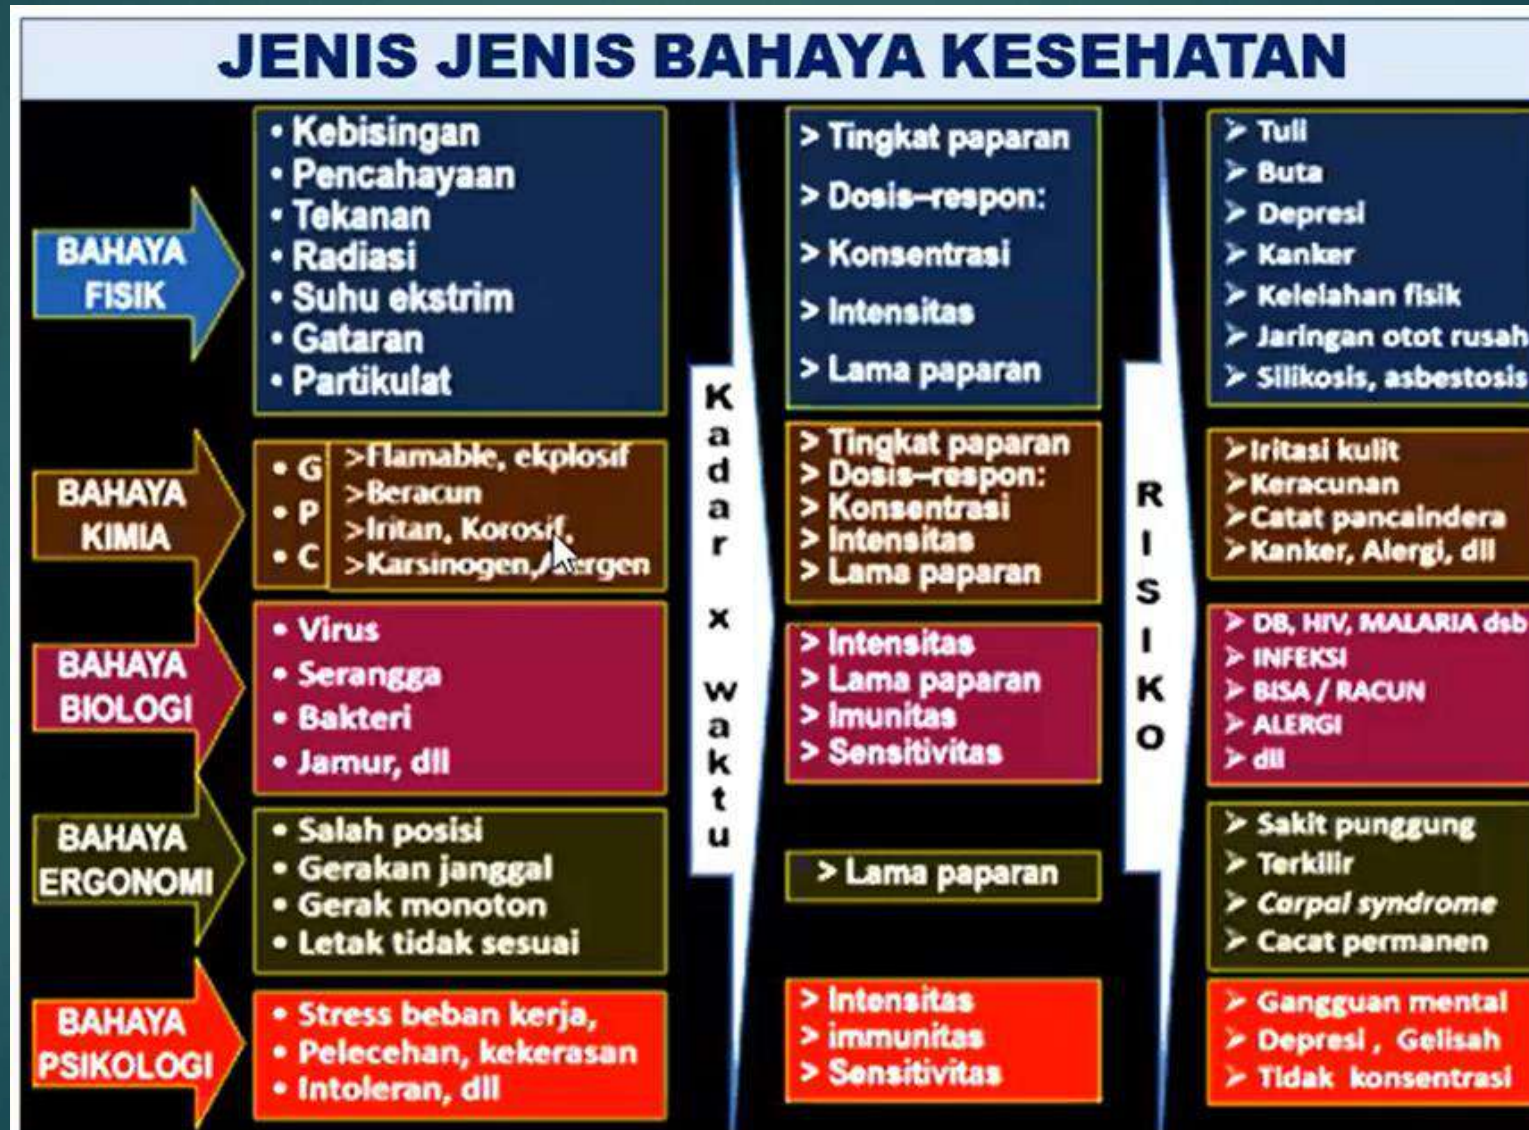 JENIS JENIS BAHAYA KESEHATAN
BAHAYA
FISIK
• Kebisingan
• Pencahayaan
• Tekanan
• Radiasi
• Suhu ekstrim
• Gataran
• Partikulat
> Tingkat paparan
> Dosis–respon:
> Konsentrasi
> Intensitas
> Lama paparan
➢ Tuli
➢ Buta
➢ Depresi
➢ Kanker
➢ Kelelahan fisik
➢ Jaringan otot rusah
➢ Silikosis, asbestosis
BAHAYA
KIMIA
• G
• P
• C
>Flamable, ekplosif
>Beracun
>Iritan, Korosif,
>Karsinogen,
> Tingkat paparan
> Dosis–respon:
> Konsentrasi
> Intensitas
> Lama paparan
➢Iritasi kulit
➢Keracunan
➢Catat pancaindera
➢Kanker, Alergi, dll
BAHAYA
BIOLOGI
• Virus
• Serangga
• Bakteri
• Jamur, dll
> Intensitas
> Lama paparan
> Imunitas
> Sensitivitas
➢ DB, HIV, MALARIA dsb
➢ INFEKSI
➢ BISA / RACUN
➢ ALERGI
➢ dll
BAHAYA
ERGONOMI
• Salah posisi
• Gerakan janggal
• Gerak monoton
• Letak tidak sesuai
> Lama paparan
➢ Sakit punggung
➢ Terkilir
➢ Carpal syndrome
➢ Cacat permanen
BAHAYA
PSIKOLOGI
• Stress beban kerja,
• Pelecehan, kekerasan
• Intoleran, dll
> Intensitas
> immunitas
> Sensitivitas
➢ Gangguan mental
➢ Depresi , Gelisah
➢ Tidak konsentrasi
Kadar x waktu
RISIKO